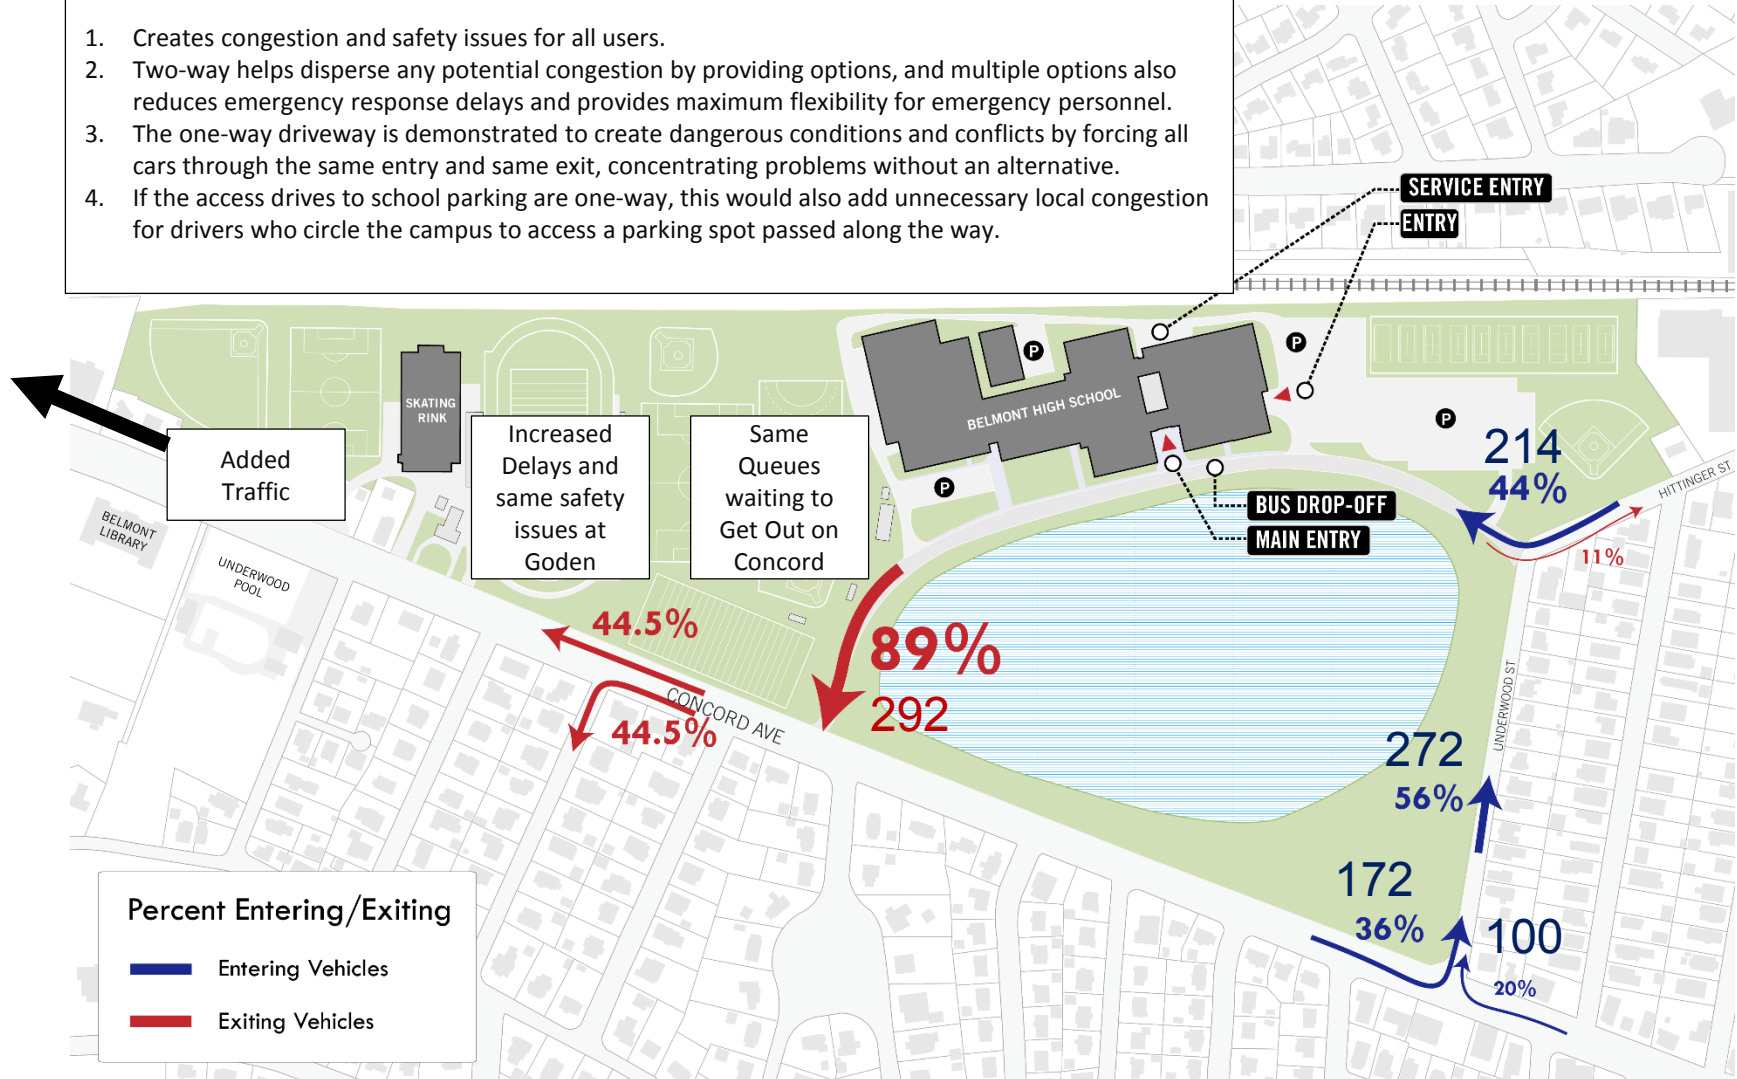 1. Creates congestion and safety issues for all users.
2. Two-way helps disperse any potential congestion by providing options, and multiple options also
reduces emergency response delays and provides maximum flexibility for emergency personnel.
3. The one-way driveway is demonstrated to create dangerous conditions and conflicts by forcing all
cars through the same entry and same exit, concentrating problems without an alternative.
4. If the access drives to school parking are one-way, this would also add unnecessary local congestion
for drivers who circle the campus to access a parking spot passed along the way.
SERVICE ENTRY
ENTRY
P
P
P
P
SKATING
RINK
BELMONT HIGH SCHOOL
Added
Traffic
Increased
Delays and
same safety
issues at
Goden
Same
Queues
waiting to
Get Out on
Concord
BUS DROP-OFF
MAIN ENTRY
214
44%
HITTINGER ST
11%
BELMONT
LIBRARY
UNDERWOOD
POOL
44.5%
44.5%
CONCORD AVE
89%
292
UNDERWOOD ST
272
56%
172
36%
100
20%
Percent Entering/Exiting
Entering Vehicles
Exiting Vehicles